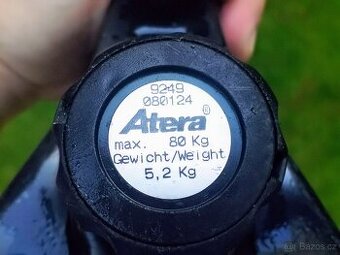 9249
080124
Atera®
max. 80 Kg
Gewicht/Weight
5,2 Kg
Bazos.cz